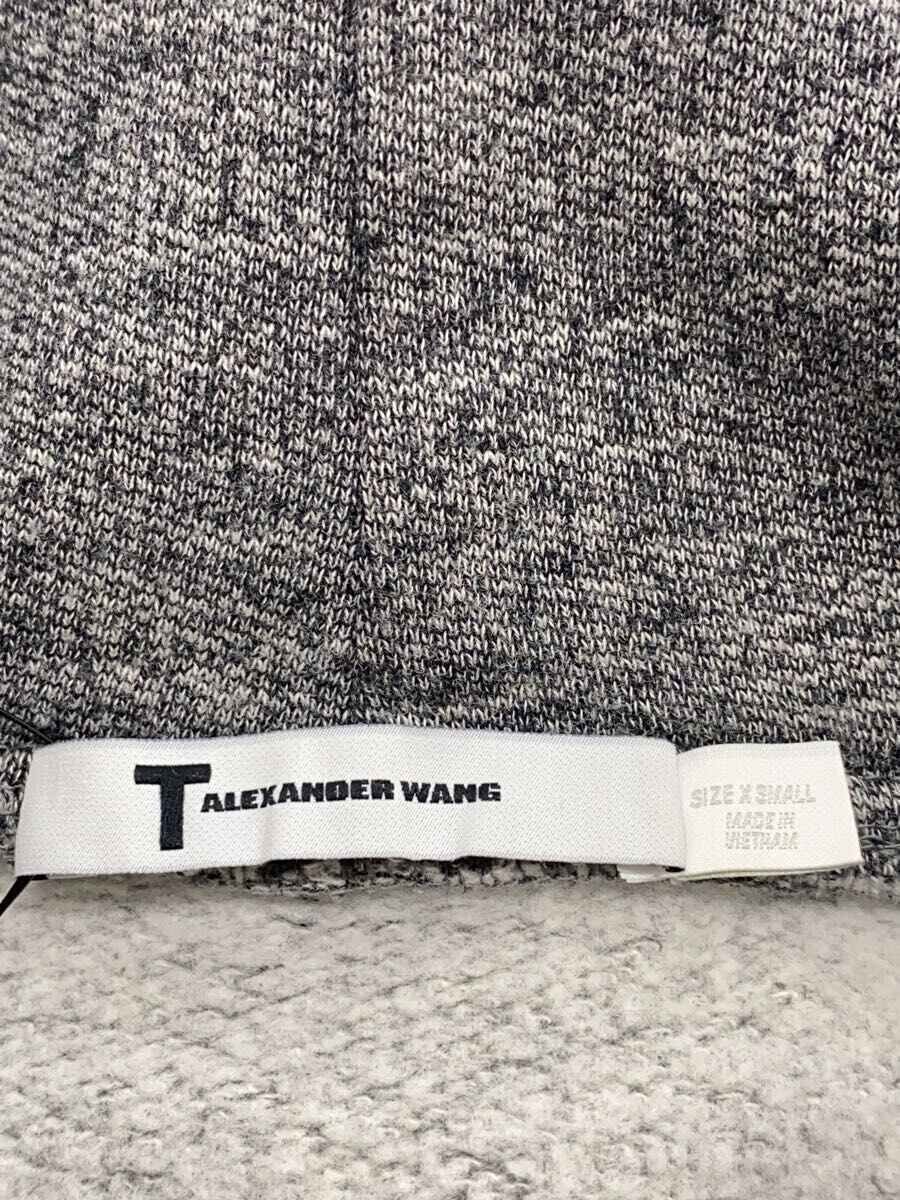 T ALEXANDER WANG
SIZE X SMALL
MADE IN
VIETNAM